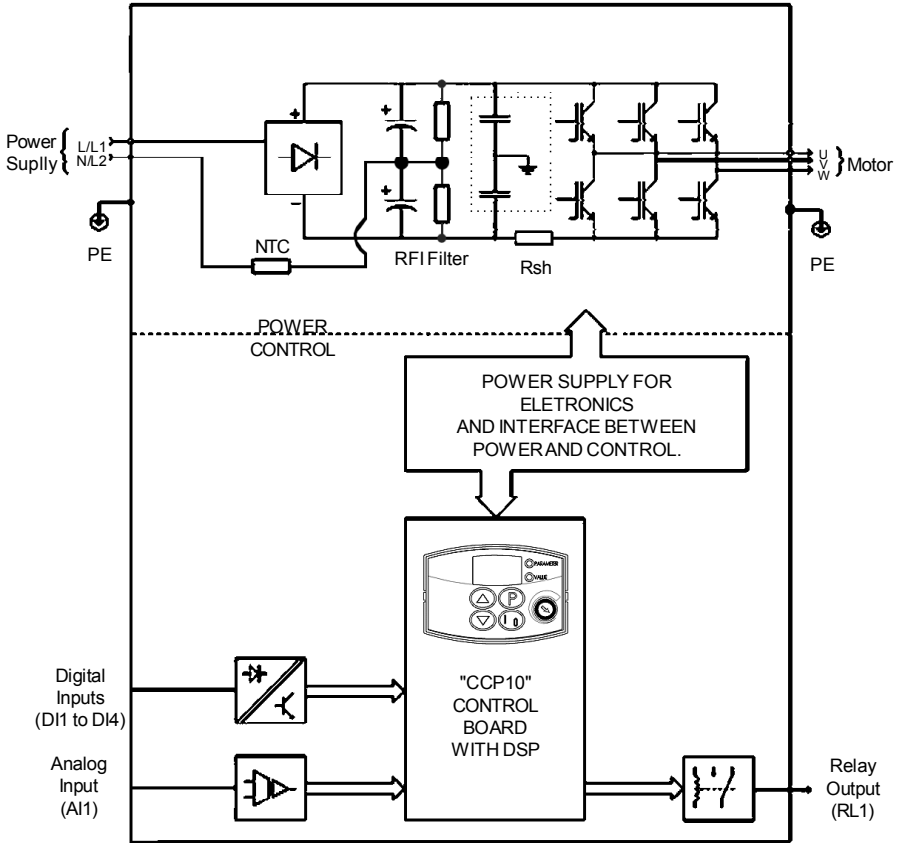 Power
Suplly
L/L1
N/L2
PE
NTC
+
-
+
+
RFI Filter
Rsh
U
V
W
Motor
PE
POWER
CONTROL
POWER SUPPLY FOR
ELETRONICS
AND INTERFACE BETWEEN
POWER AND CONTROL.
PARAMETER
VALUE
P
I 0
"CCP10"
CONTROL
BOARD
WITH DSP
Digital
Inputs
(DI1 to DI4)
Analog
Input
(AI1)
Relay
Output
(RL1)